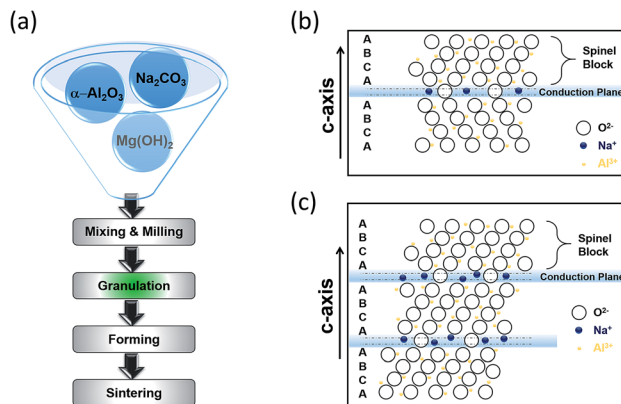 (a)
α–Al₂O₃
Na₂CO₃
Mg(OH)₂
Mixing & Milling
Granulation
Forming
Sintering
(b)
c-axis
A
B
C
A
A
B
C
A
Spinel
Block
Conduction Plane
O²⁻
Na⁺
Al³⁺
(c)
c-axis
A
B
C
A
A
B
C
A
A
B
C
A
Spinel
Block
Conduction Plane
O²⁻
Na⁺
Al³⁺